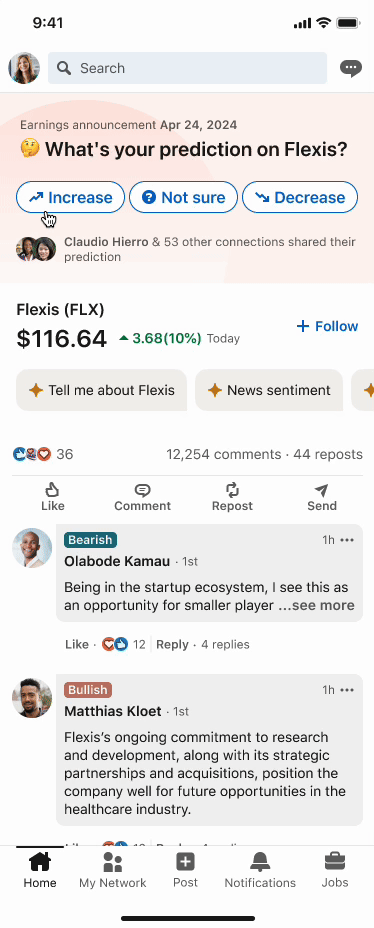 9:41
Search
Earnings announcement Apr 24, 2024
🤔 What's your prediction on Flexis?
Increase
Not sure
Decrease
Claudio Hierro & 53 other connections shared their
prediction
Flexis (FLX)
$116.64
3.68(10%) Today
+ Follow
Tell me about Flexis
News sentiment
36
12,254 comments · 44 reposts
Like
Comment
Repost
Send
Bearish
1h
Olabode Kamau · 1st
Being in the startup ecosystem, I see this as
an opportunity for smaller player ...see more
Like · 12 | Reply · 4 replies
Bullish
1h
Matthias Kloet · 1st
Flexis's ongoing commitment to research
and development, along with its strategic
partnerships and acquisitions, position the
company well for future opportunities in the
healthcare industry.
Home
My Network
Post
Notifications
Jobs